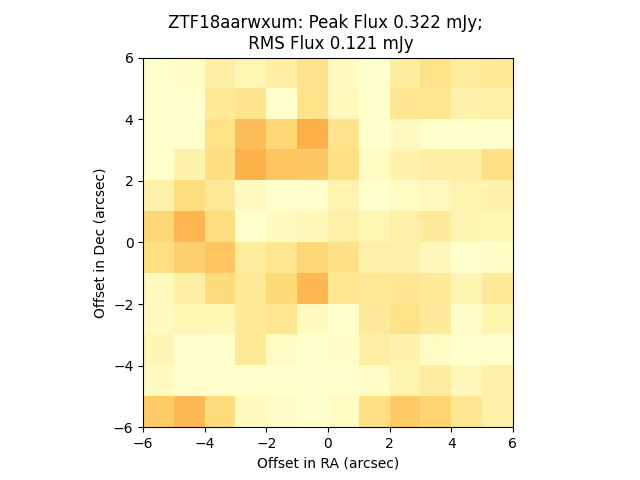 ZTF18aarwxum: Peak Flux 0.322 mJy;
RMS Flux 0.121 mJy
6
4
2
0
−2
−4
−6
Offset in Dec (arcsec)
−6 −4 −2 0 2 4 6
Offset in RA (arcsec)